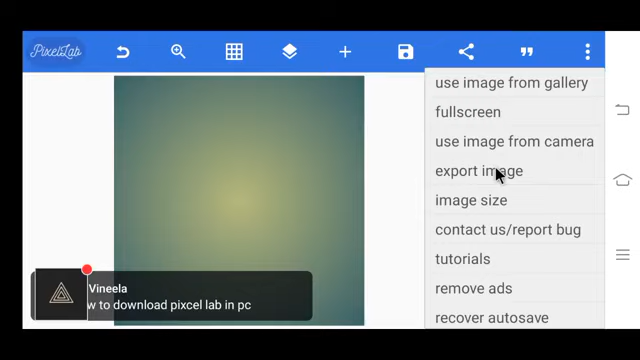 PixelLab
use image from gallery
fullscreen
use image from camera
export image
image size
contact us/report bug
tutorials
remove ads
recover autosave
Vineela
w to download pixcel lab in pc